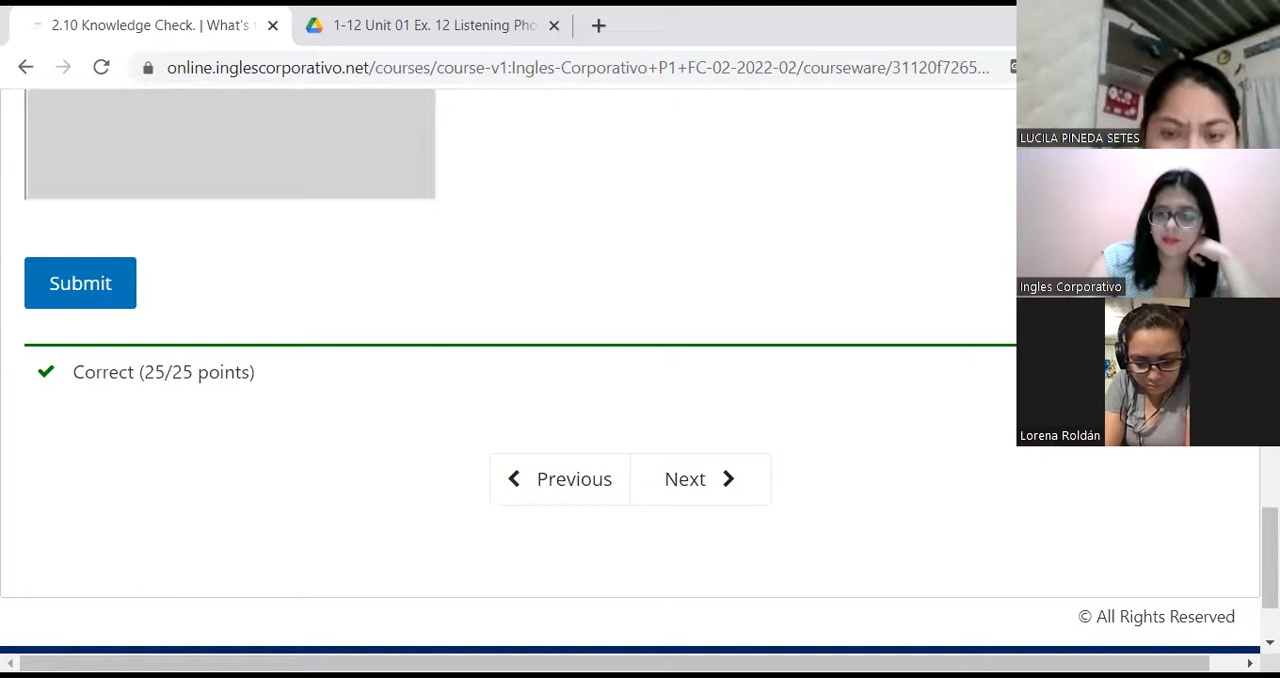 2.10 Knowledge Check. | What's
1-12 Unit 01 Ex. 12 Listening Pho
online.inglescorporativo.net/courses/course-v1:Ingles-Corporativo+P1+FC-02-2022-02/courseware/31120f7265...
LUCILA PINEDA SETES
Submit
Ingles Corporativo
Correct (25/25 points)
Lorena Roldán
Previous
Next
© All Rights Reserved